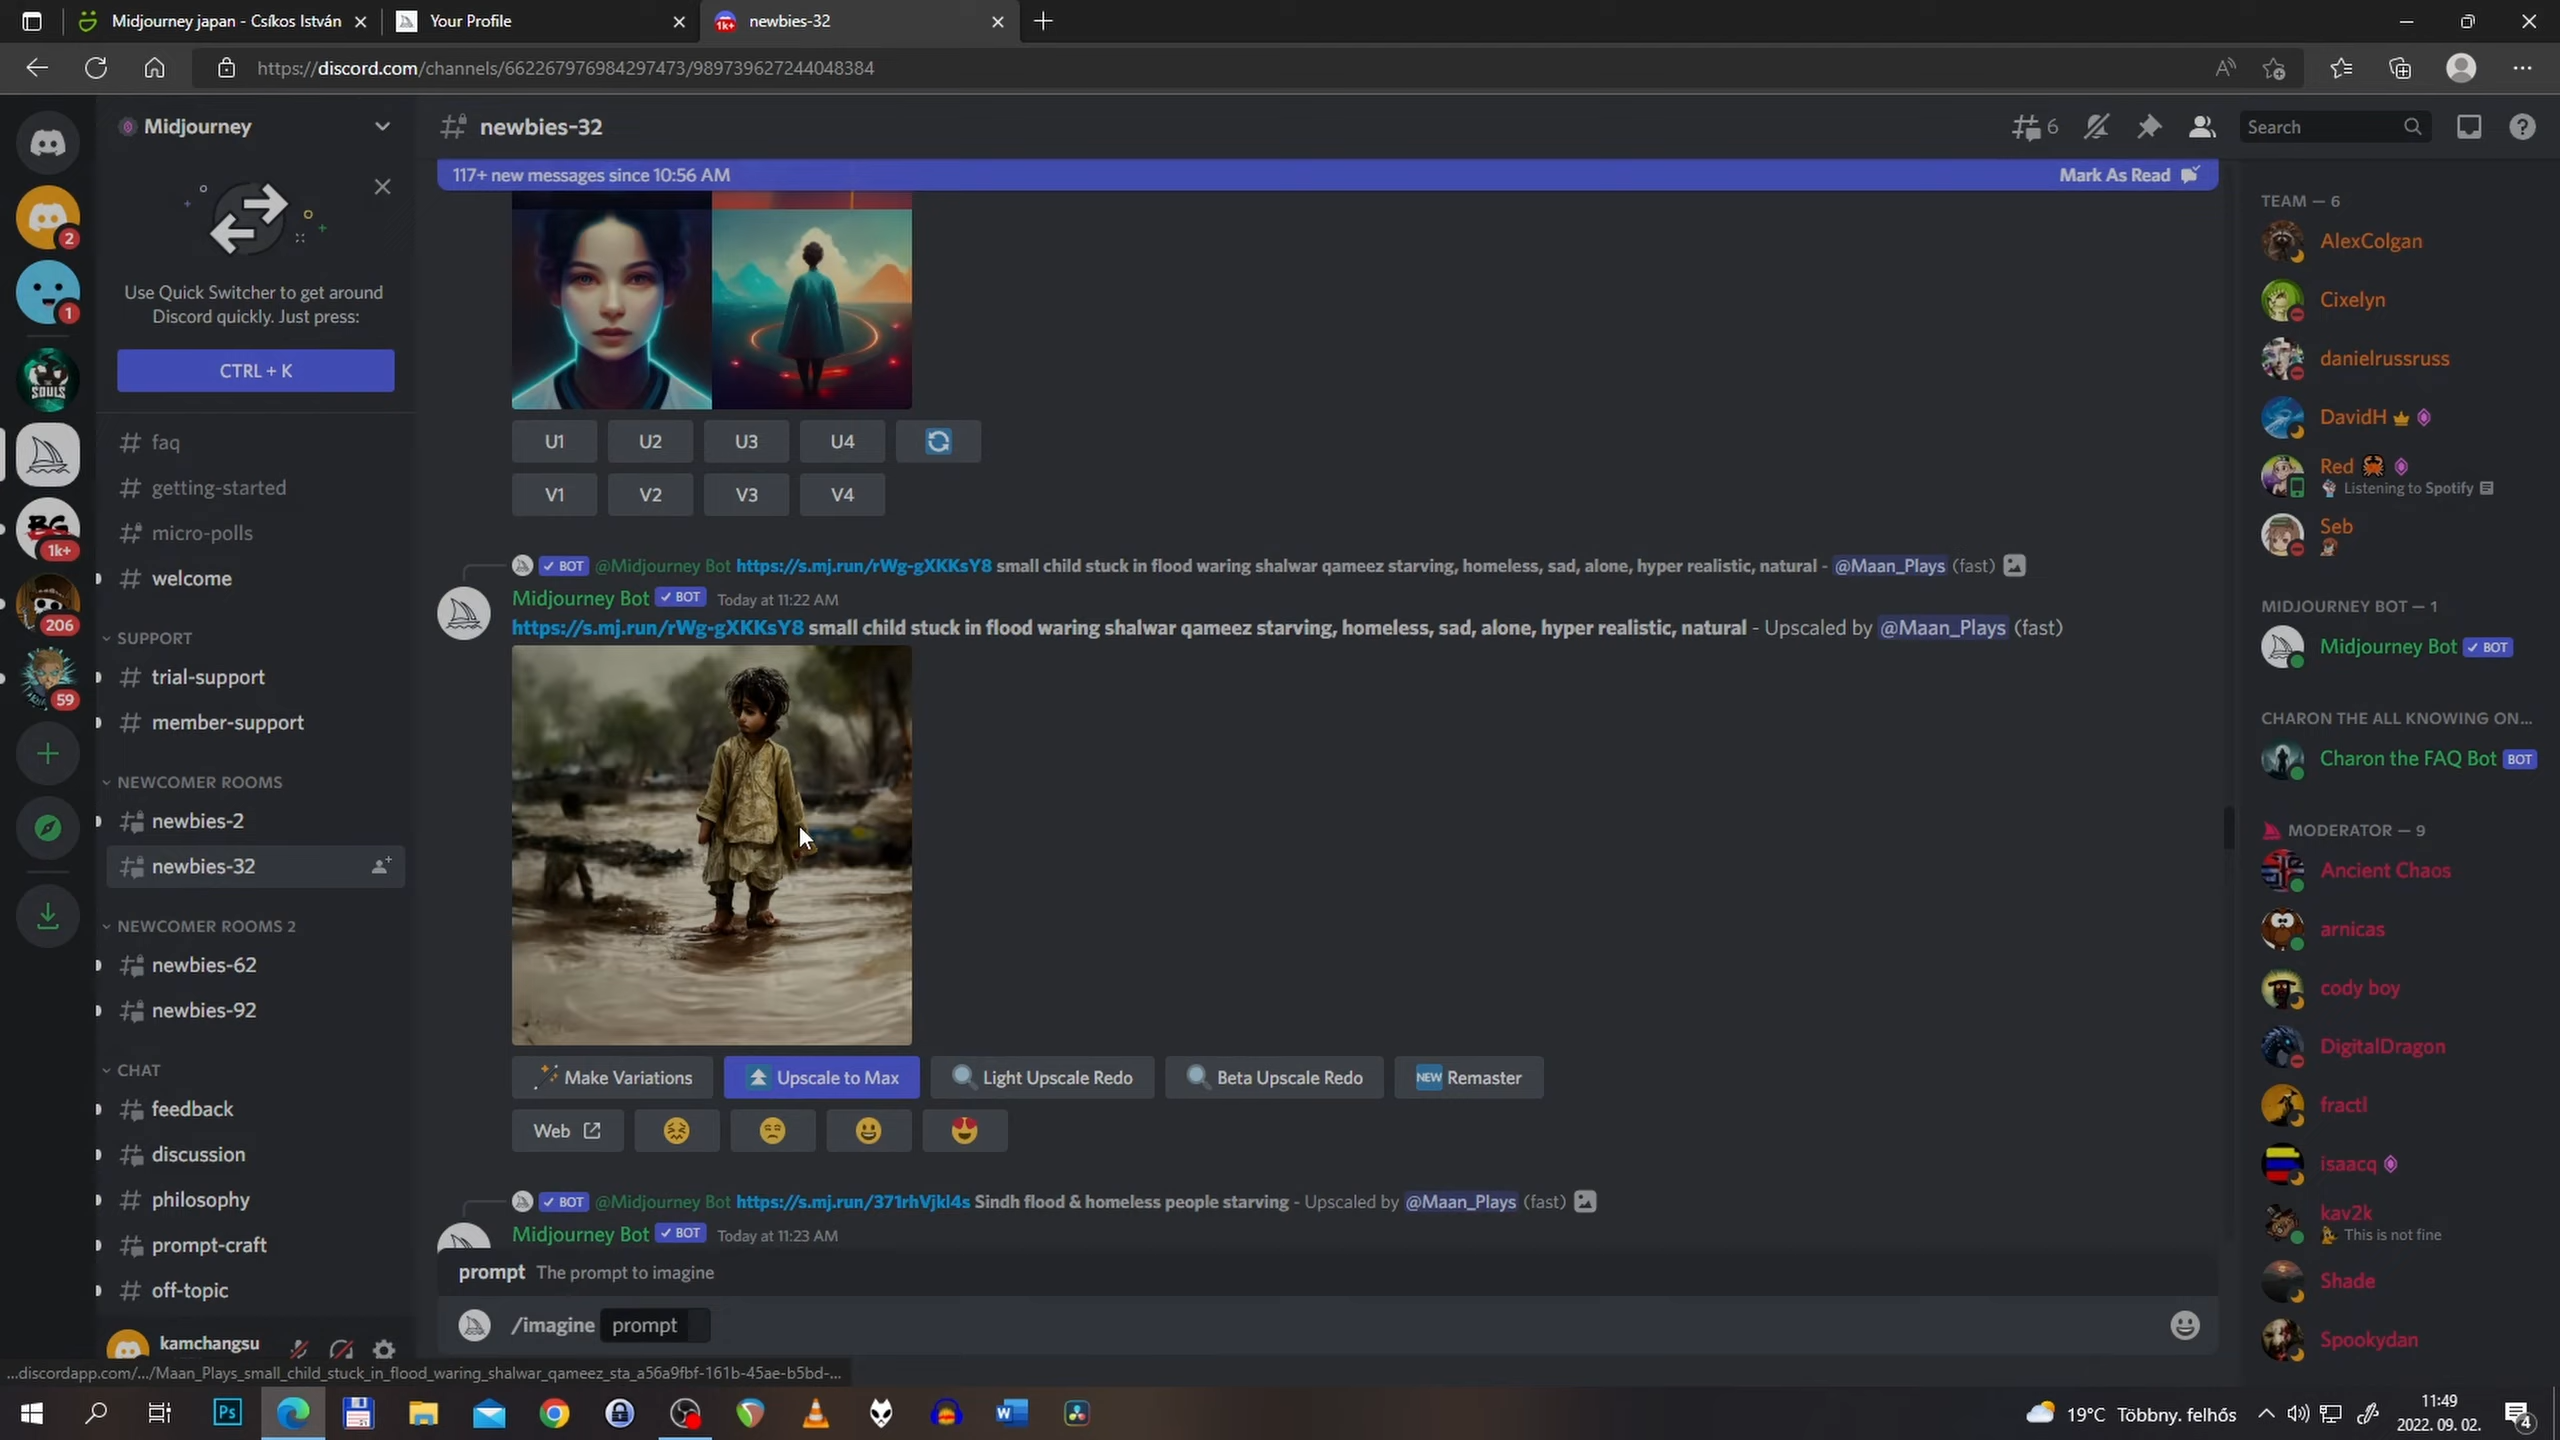 Midjourney japan - Csíkos István
Your Profile
1k+
newbies-32
https://discord.com/channels/662267976984297473/989739627244048384
Midjourney
newbies-32
6
Search
117+ new messages since 10:56 AM
Mark As Read
Use Quick Switcher to get around
Discord quickly. Just press:
CTRL + K
2
1
SOULS
BG
1k+
206
59
faq
getting-started
micro-polls
welcome
SUPPORT
trial-support
member-support
NEWCOMER ROOMS
newbies-2
newbies-32
NEWCOMER ROOMS 2
newbies-62
newbies-92
CHAT
feedback
discussion
philosophy
prompt-craft
off-topic
kamchangsu
U1 U2 U3 U4
V1 V2 V3 V4
BOT @Midjourney Bot https://s.mj.run/rWg-gXKKsY8 small child stuck in flood waring shalwar qameez starving, homeless, sad, alone, hyper realistic, natural - @Maan_Plays (fast)
Midjourney Bot BOT Today at 11:22 AM
https://s.mj.run/rWg-gXKKsY8 small child stuck in flood waring shalwar qameez starving, homeless, sad, alone, hyper realistic, natural - Upscaled by @Maan_Plays (fast)
Make Variations Upscale to Max Light Upscale Redo Beta Upscale Redo NEW Remaster
Web
BOT @Midjourney Bot https://s.mj.run/371rhVjkl4s Sindh flood & homeless people starving - Upscaled by @Maan_Plays (fast)
Midjourney Bot BOT Today at 11:23 AM
prompt The prompt to imagine
/imagine prompt
TEAM — 6
AlexColgan
Cixelyn
danielrussruss
DavidH
Red
Listening to Spotify
Seb
MIDJOURNEY BOT — 1
Midjourney Bot BOT
CHARON THE ALL KNOWING ON...
Charon the FAQ Bot BOT
MODERATOR — 9
Ancient Chaos
arnicas
cody boy
DigitalDragon
fractl
isaacq
kav2k
This is not fine
Shade
Spookydan
...discordapp.com/.../Maan_Plays_small_child_stuck_in_flood_waring_shalwar_qameez_sta_a56a9fbf-161b-45ae-b5bd-...
Ps
19°C Többny. felhős
11:49
2022. 09. 02.
4